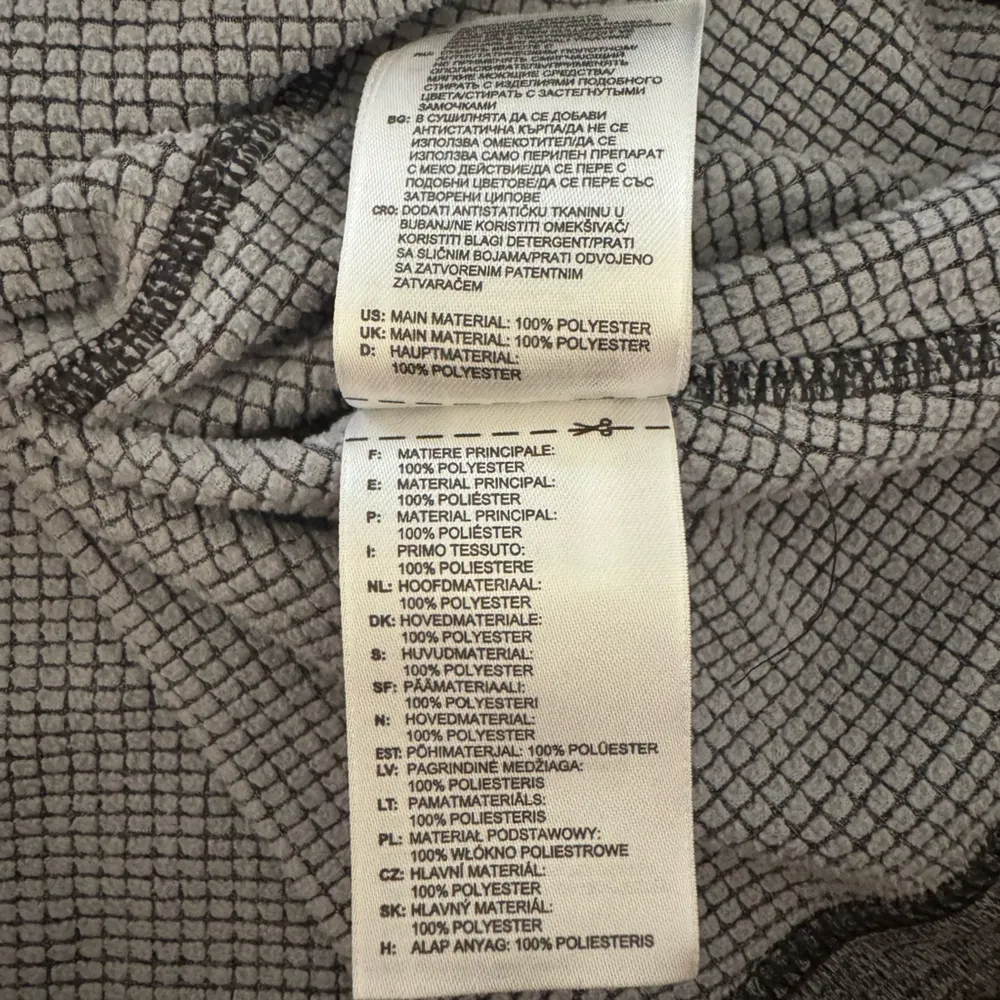 ПРИМЕНЯТЬ СМЯГЧАЮЩИЙ
ОПОЛАСКИВАТЕЛЬ/ПРИМЕНЯТЬ
МЯГКИЕ МОЮЩИЕ СРЕДСТВА/
СТИРАТЬ С ИЗДЕЛИЯМИ ПОДОБНОГО
ЦВЕТА/СТИРАТЬ С ЗАСТЕГНУТЫМИ
ЗАМОЧКАМИ
BG: В СУШИЛНЯТА ДА СЕ ДОБАВИ
АНТИСТАТИЧНА КЪРПА/ДА НЕ СЕ
ИЗПОЛЗВА ОМЕКОТИТЕЛ/ДА СЕ
ИЗПОЛЗВА САМО ПЕРИЛЕН ПРЕПАРАТ
С МЕКО ДЕЙСТВИЕ/ДА СЕ ПЕРЕ С
ПОДОБНИ ЦВЕТОВЕ/ДА СЕ ПЕРЕ СЪС
ЗАТВОРЕНИ ЦИПОВЕ
CRO: DODATI ANTISTATIČKU TKANINU U
BUBANJ/NE KORISTITI OMEKŠIVAČ/
KORISTITI BLAGI DETERGENT/PRATI
SA SLIČNIM BOJAMA/PRATI ODVOJENO
SA ZATVORENIM PATENTNIM
ZATVARAČEM
US: MAIN MATERIAL: 100% POLYESTER
UK: MAIN MATERIAL: 100% POLYESTER
D: HAUPTMATERIAL:
100% POLYESTER
F: MATIERE PRINCIPALE:
100% POLYESTER
E: MATERIAL PRINCIPAL:
100% POLIÉSTER
P: MATERIAL PRINCIPAL:
100% POLIÉSTER
I: PRIMO TESSUTO:
100% POLIESTERE
NL: HOOFDMATERIAAL:
100% POLYESTER
DK: HOVEDMATERIALE:
100% POLYESTER
S: HUVUDMATERIAL:
100% POLYESTER
SF: PÄÄMATERIAALI:
100% POLYESTERI
N: HOVEDMATERIAL:
100% POLYESTER
EST: PÕHIMATERJAL: 100% POLÜESTER
LV: PAGRINDINĖ MEDŽIAGA:
100% POLIESTERIS
LT: PAMATMATERIĀLS:
100% POLIESTERIS
PL: MATERIAŁ PODSTAWOWY:
100% WŁÓKNO POLIESTROWE
CZ: HLAVNÍ MATERIÁL:
100% POLYESTER
SK: HLAVNÝ MATERIÁL:
100% POLYESTER
H: ALAP ANYAG: 100% POLIESTERIS